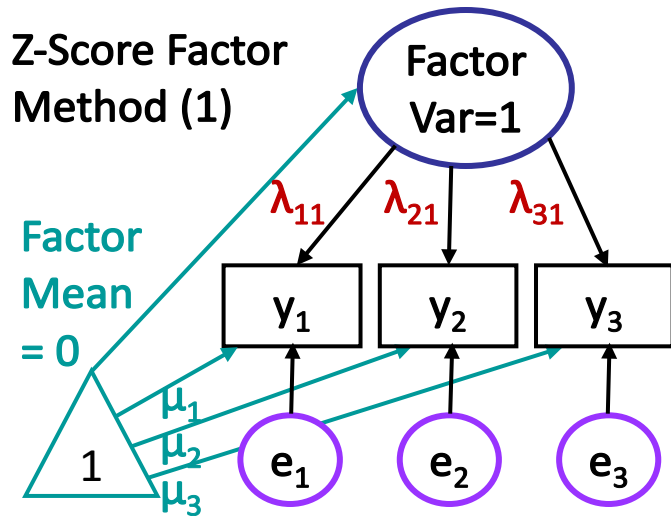 Z-Score Factor
Method (1)
Factor
Var=1
λ₁₁
λ₂₁
λ₃₁
Factor
Mean
= 0
y₁
y₂
y₃
μ₁
μ₂
μ₃
1
e₁
e₂
e₃